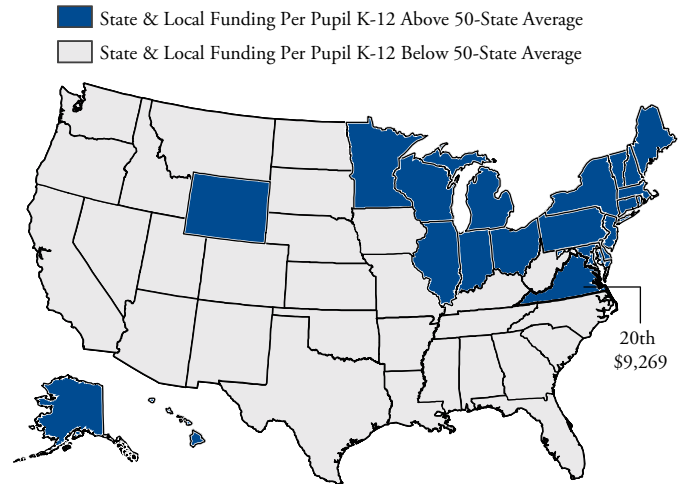 State & Local Funding Per Pupil K-12 Above 50-State Average
State & Local Funding Per Pupil K-12 Below 50-State Average
20th
$9,269